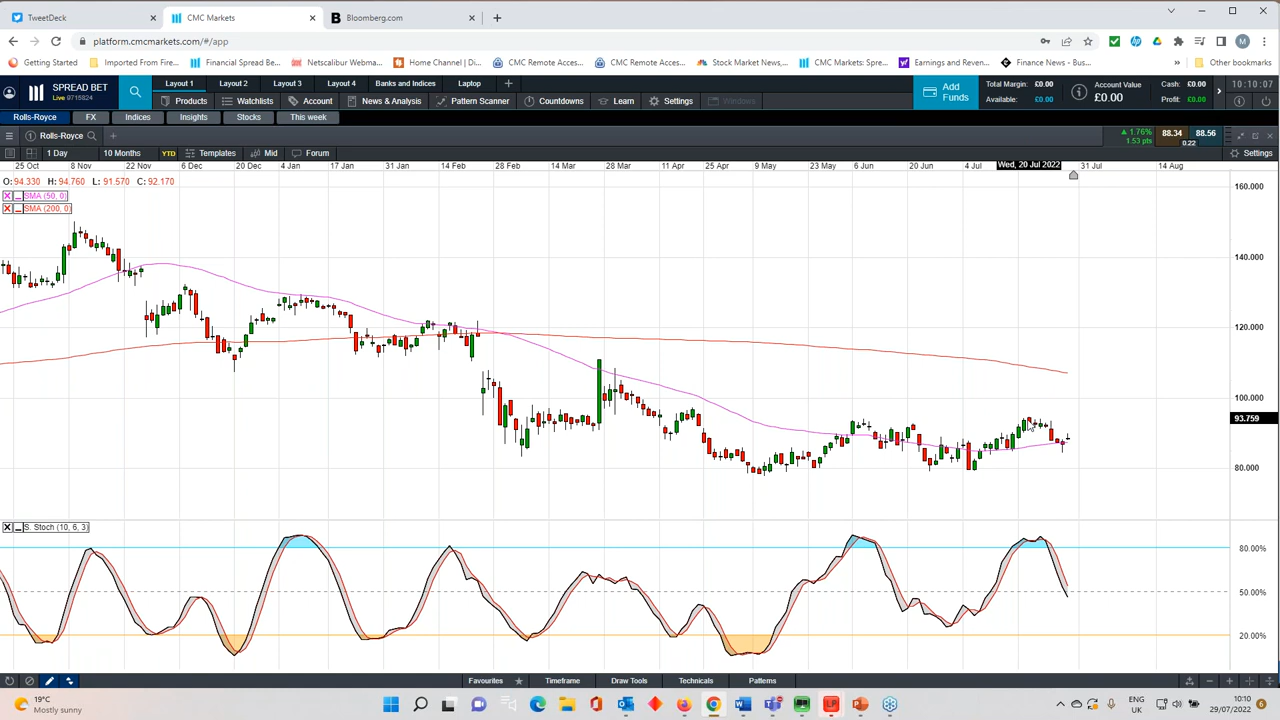 TweetDeck CMC Markets Bloomberg.com
platform.cmcmarkets.com/#/app
Getting Started Imported From Fire... Financial Spread Be... Netscalibur Webma... Home Channel | Di... CMC Remote Acces... CMC Remote Acces... Stock Market News,... CMC Markets: Spre... Earnings and Reven... Finance News - Bus... » Other bookmarks
SPREAD BET
Live 9715824
Layout 1 Layout 2 Layout 3 Layout 4 Banks and Indices Laptop
Products Watchlists Account News & Analysis Pattern Scanner Countdowns Learn Settings Windows
Add Funds
Total Margin: £0.00
Available: £0.00
Account Value
£0.00
Cash: £0.00
Profit: £0.00
10:10:07
Rolls-Royce FX Indices Insights Stocks This week
1 Rolls-Royce
1.76%
1.53 pts
88.34 88.56
0.22
1 Day 10 Months YTD Templates Mid Forum Settings
25 Oct 8 Nov 22 Nov 6 Dec 20 Dec 4 Jan 17 Jan 31 Jan 14 Feb 28 Feb 14 Mar 28 Mar 11 Apr 25 Apr 9 May 23 May 6 Jun 20 Jun 4 Jul Wed, 20 Jul 2022 31 Jul 14 Aug
O: 94.330 H: 94.760 L: 91.570 C: 92.170
SMA (50, 0)
SMA (200, 0)
160.000
140.000
120.000
100.000
93.759
80.000
S. Stoch (10, 6, 3)
80.00%
50.00%
20.00%
Favourites Timeframe Draw Tools Technicals Patterns
19°C
Mostly sunny
ENG
UK
10:10
29/07/2022